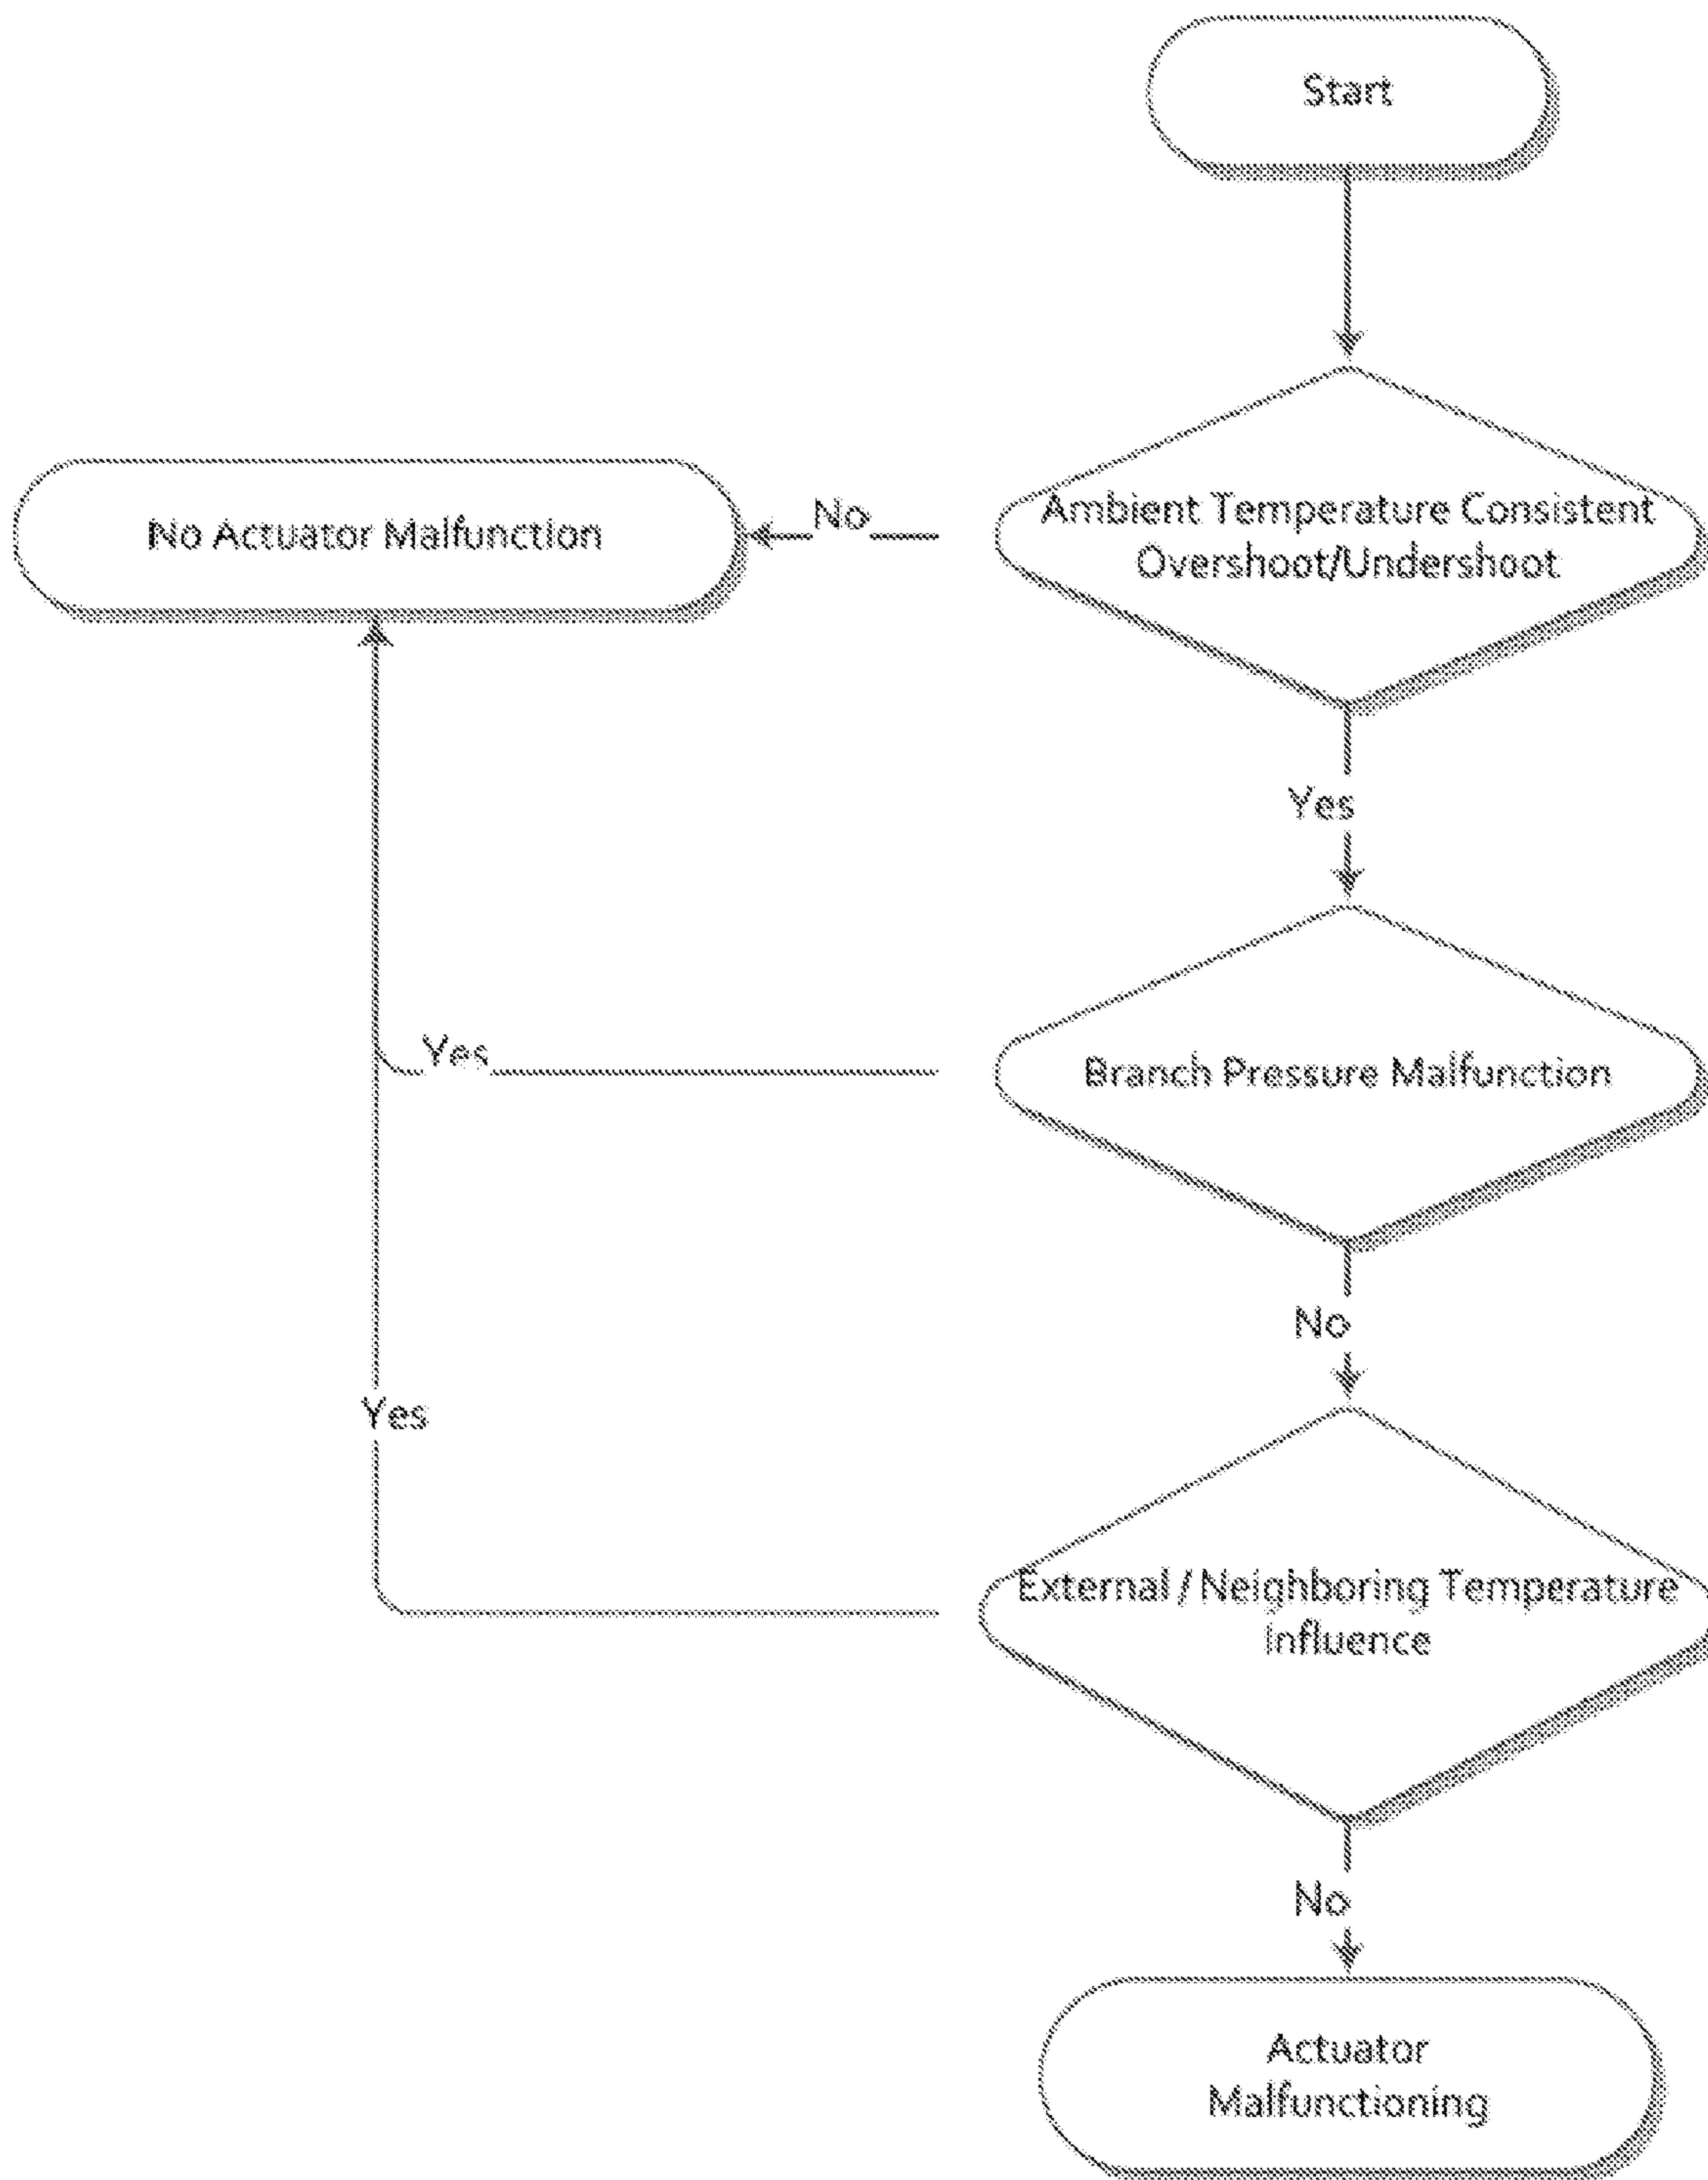 Start
Ambient Temperature Consistent
Overshoot/Undershoot
No
No Actuator Malfunction
Yes
Branch Pressure Malfunction
Yes
No
Yes
External / Neighboring Temperature
Influence
No
Actuator
Malfunctioning